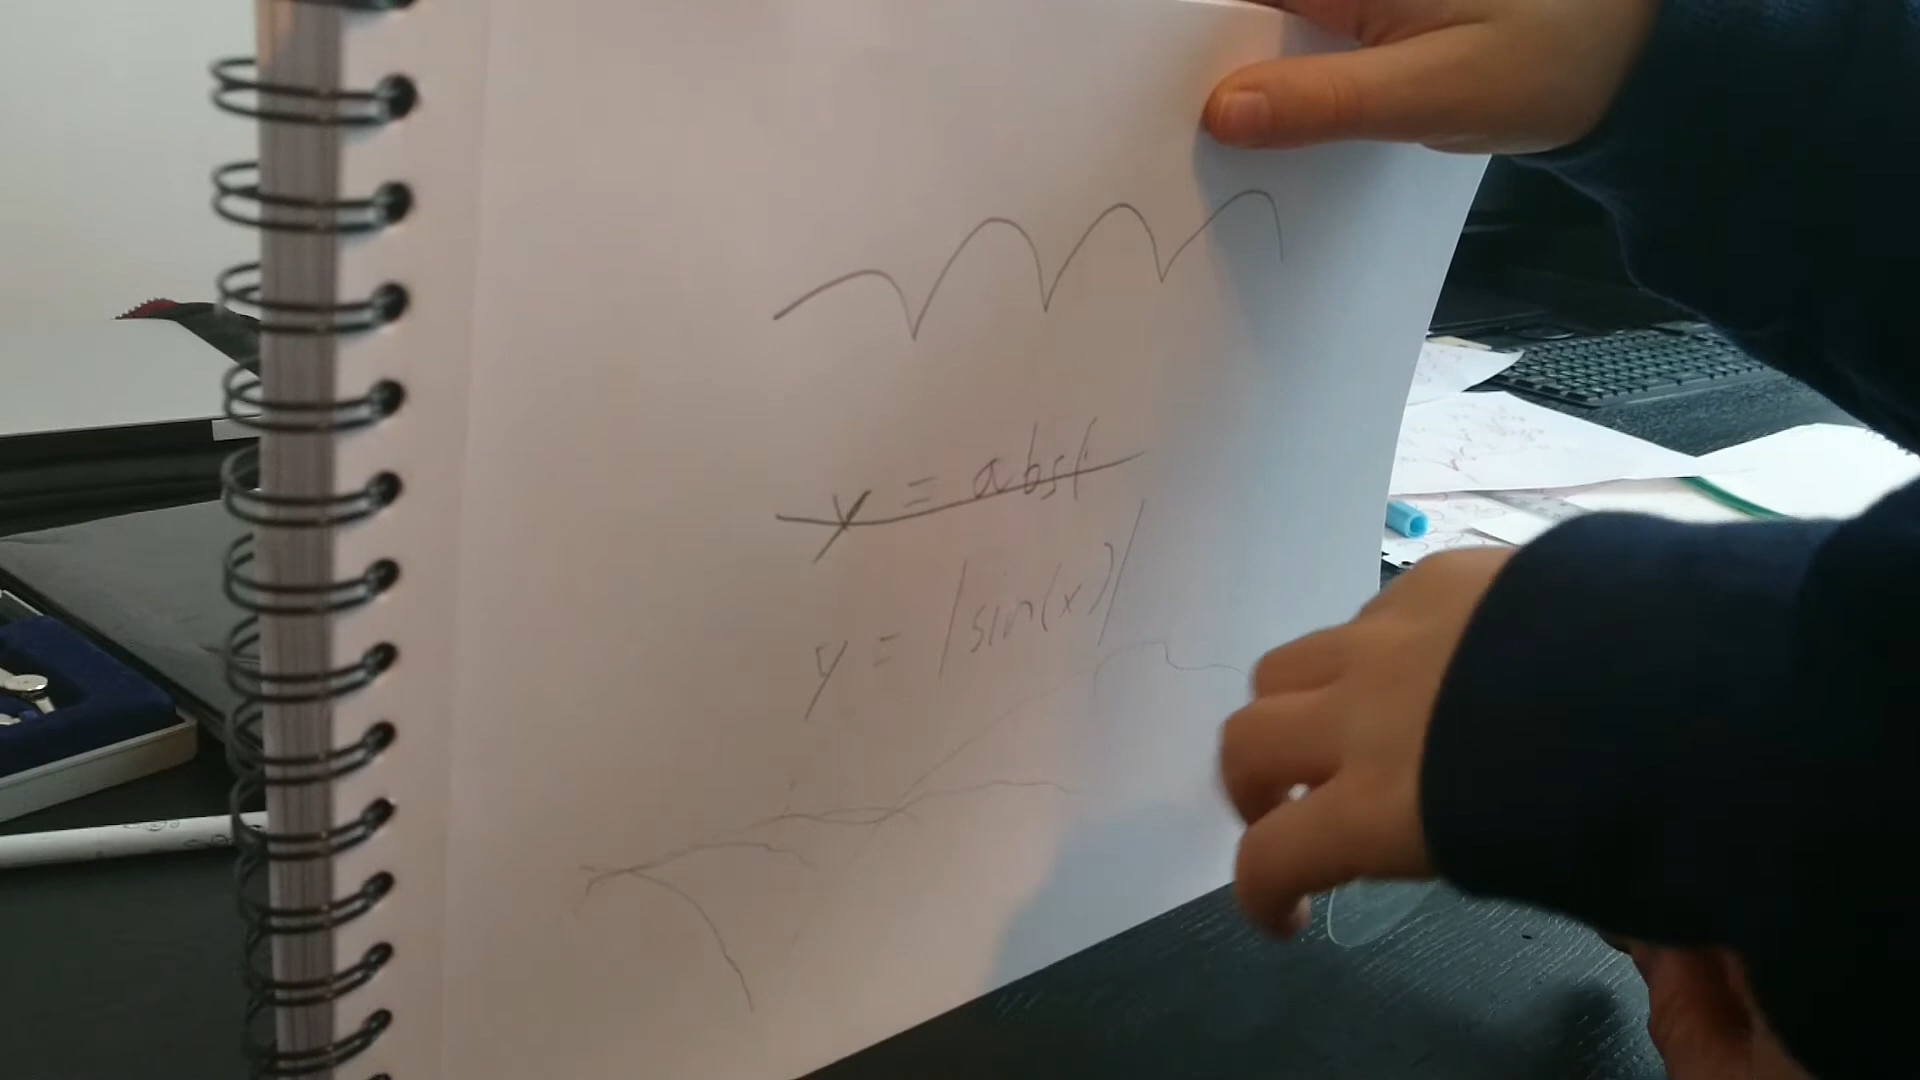 y = abs(
y = |sin(x)|